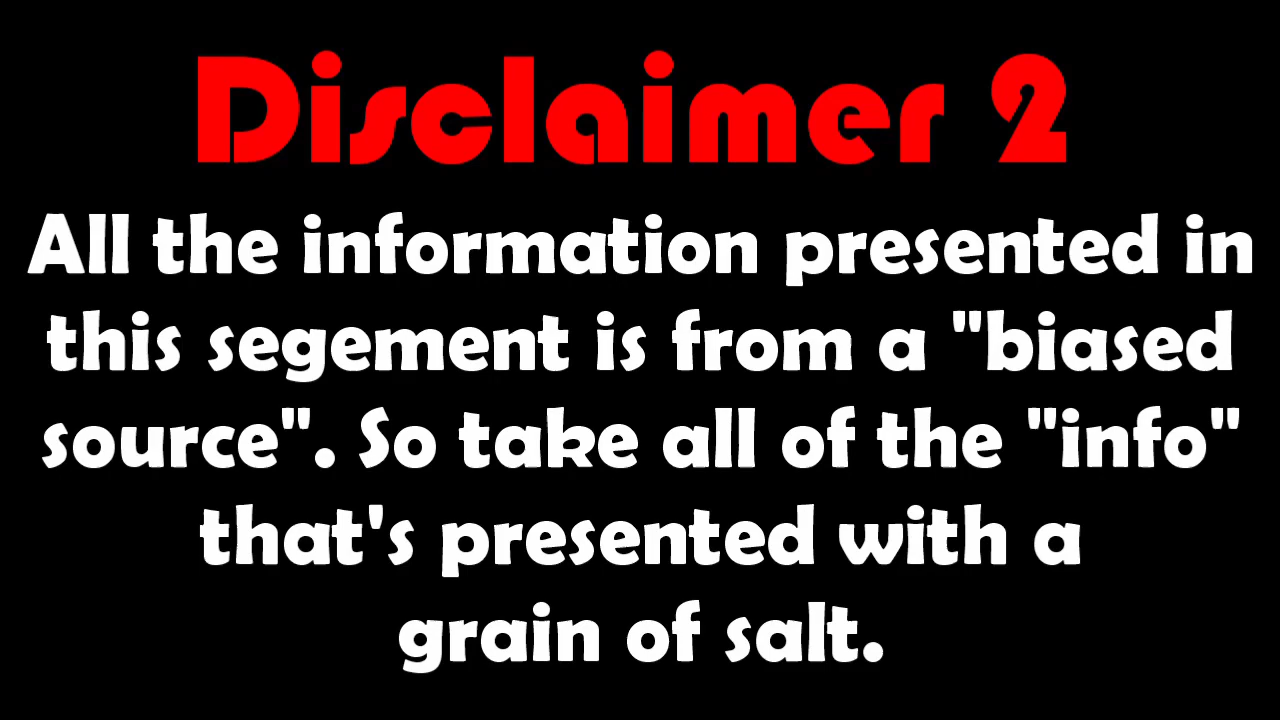 Disclaimer 2
All the information presented in
this segement is from a "biased
source". So take all of the "info"
that's presented with a
grain of salt.